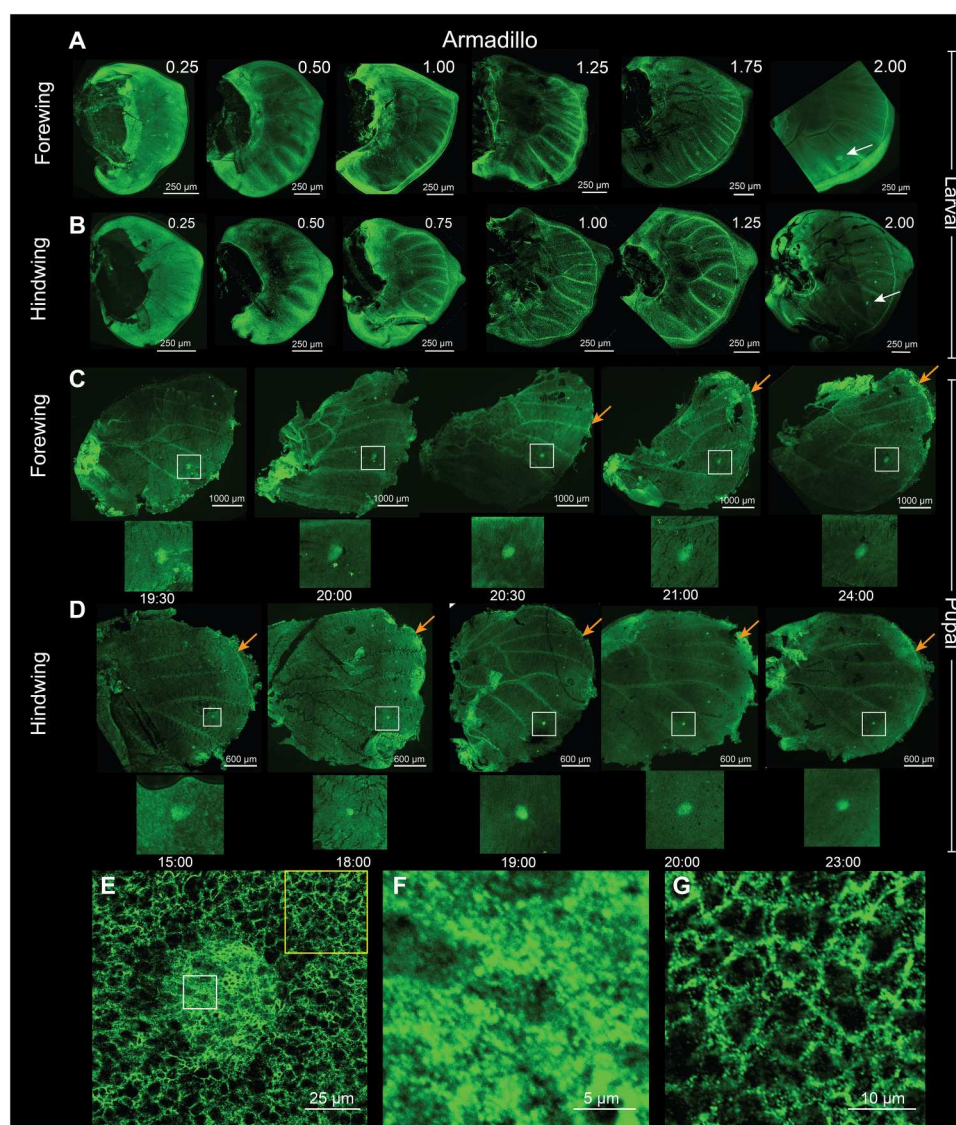 A
Armadillo
Forewing
0.25
0.50
1.00
1.25
1.75
2.00
250 µm
250 µm
250 µm
250 µm
250 µm
250 µm
Larval
B
Hindwing
0.25
0.50
0.75
1.00
1.25
2.00
250 µm
250 µm
250 µm
250 µm
250 µm
250 µm
C
Forewing
1000 µm
1000 µm
1000 µm
1000 µm
1000 µm
19:30
20:00
20:30
21:00
24:00
Pupal
D
Hindwing
600 µm
600 µm
600 µm
600 µm
600 µm
15:00
18:00
19:00
20:00
23:00
E
25 µm
F
5 µm
G
10 µm